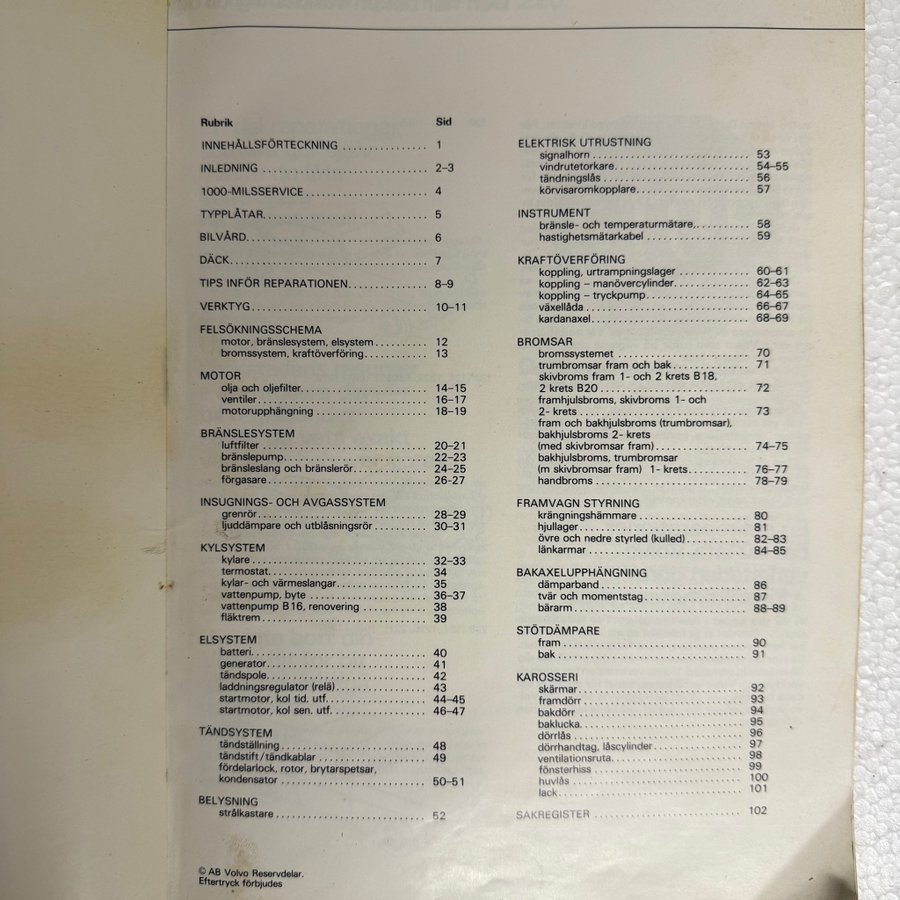 Rubrik Sid
INNEHÅLLSFÖRTECKNING ................ 1
INLEDNING ................ 2–3
1000-MILSSERVICE ................ 4
TYPPLÅTAR ................ 5
BILVÅRD ................ 6
DÄCK ................ 7
TIPS INFÖR REPARATIONEN ................ 8–9
VERKTYG ................ 10–11
FELSÖKNINGSSCHEMA
motor, bränslesystem, elsystem ................ 12
bromssystem, kraftöverföring ................ 13
MOTOR
olja och oljefilter ................ 14–15
ventiler ................ 16–17
motorupphängning ................ 18–19
BRÄNSLESYSTEM
luftfilter ................ 20–21
bränslepump ................ 22–23
bränsleslang och bränslerör ................ 24–25
förgasare ................ 26-27
INSUGNINGS- OCH AVGASSYSTEM
grenrör ................ 28–29
ljuddämpare och utblåsningsrör ................ 30–31
KYLSYSTEM
kylare ................ 32–33
termostat ................ 34
kylar- och värmeslangar ................ 35
vattenpump, byte ................ 36–37
vattenpump B16, renovering ................ 38
fläktrem ................ 39
ELSYSTEM
batteri ................ 40
generator ................ 41
tändspole ................ 42
laddningsregulator (relä) ................ 43
startmotor, kol tid. utf. ................ 44–45
startmotor, kol sen. utf. ................ 46–47
TÄNDSYSTEM
tändställning ................ 48
tändstift/tändkablar ................ 49
fördelarlock, rotor, brytarspetsar,
kondensator ................ 50–51
BELYSNING
strålkastare ................ 52
© AB Volvo Reservdelar.
Eftertryck förbjudes
ELEKTRISK UTRUSTNING
signalhorn ................ 53
vindrutetorkare ................ 54–55
tändningslås ................ 56
körvisaromkopplare ................ 57
INSTRUMENT
bränsle- och temperaturmätare, ................ 58
hastighetsmätarkabel ................ 59
KRAFTÖVERFÖRING
koppling, urtrampningslager ................ 60–61
koppling – manövercylinder ................ 62–63
koppling – tryckpump ................ 64–65
växellåda ................ 66–67
kardanaxel ................ 68–69
BROMSAR
bromssystemet ................ 70
trumbromsar fram och bak ................ 71
skivbroms fram 1- och 2 krets B18,
2 krets B20 ................ 72
framhjulsbroms, skivbroms 1- och
2- krets ................ 73
fram och bakhjulsbroms (trumbromsar),
bakhjulsbroms 2- krets
(med skivbromsar fram) ................ 74–75
bakhjulsbroms, trumbromsar
(m skivbromsar fram) 1- krets ................ 76–77
handbroms ................ 78–79
FRAMVAGN STYRNING
krängningshämmare ................ 80
hjullager ................ 81
övre och nedre styrled (kulled) ................ 82–83
länkarmar ................ 84–85
BAKAXELUPPHÄNGNING
dämparband ................ 86
tvär och momentstag ................ 87
bärarm ................ 88–89
STÖTDÄMPARE
fram ................ 90
bak ................ 91
KAROSSERI
skärmar ................ 92
framdörr ................ 93
bakdörr ................ 94
baklucka ................ 95
dörrlås ................ 96
dörrhandtag, låscylinder ................ 97
ventilationsruta ................ 98
fönsterhiss ................ 99
huvlås ................ 100
lack ................ 101
SAKREGISTER ................ 102